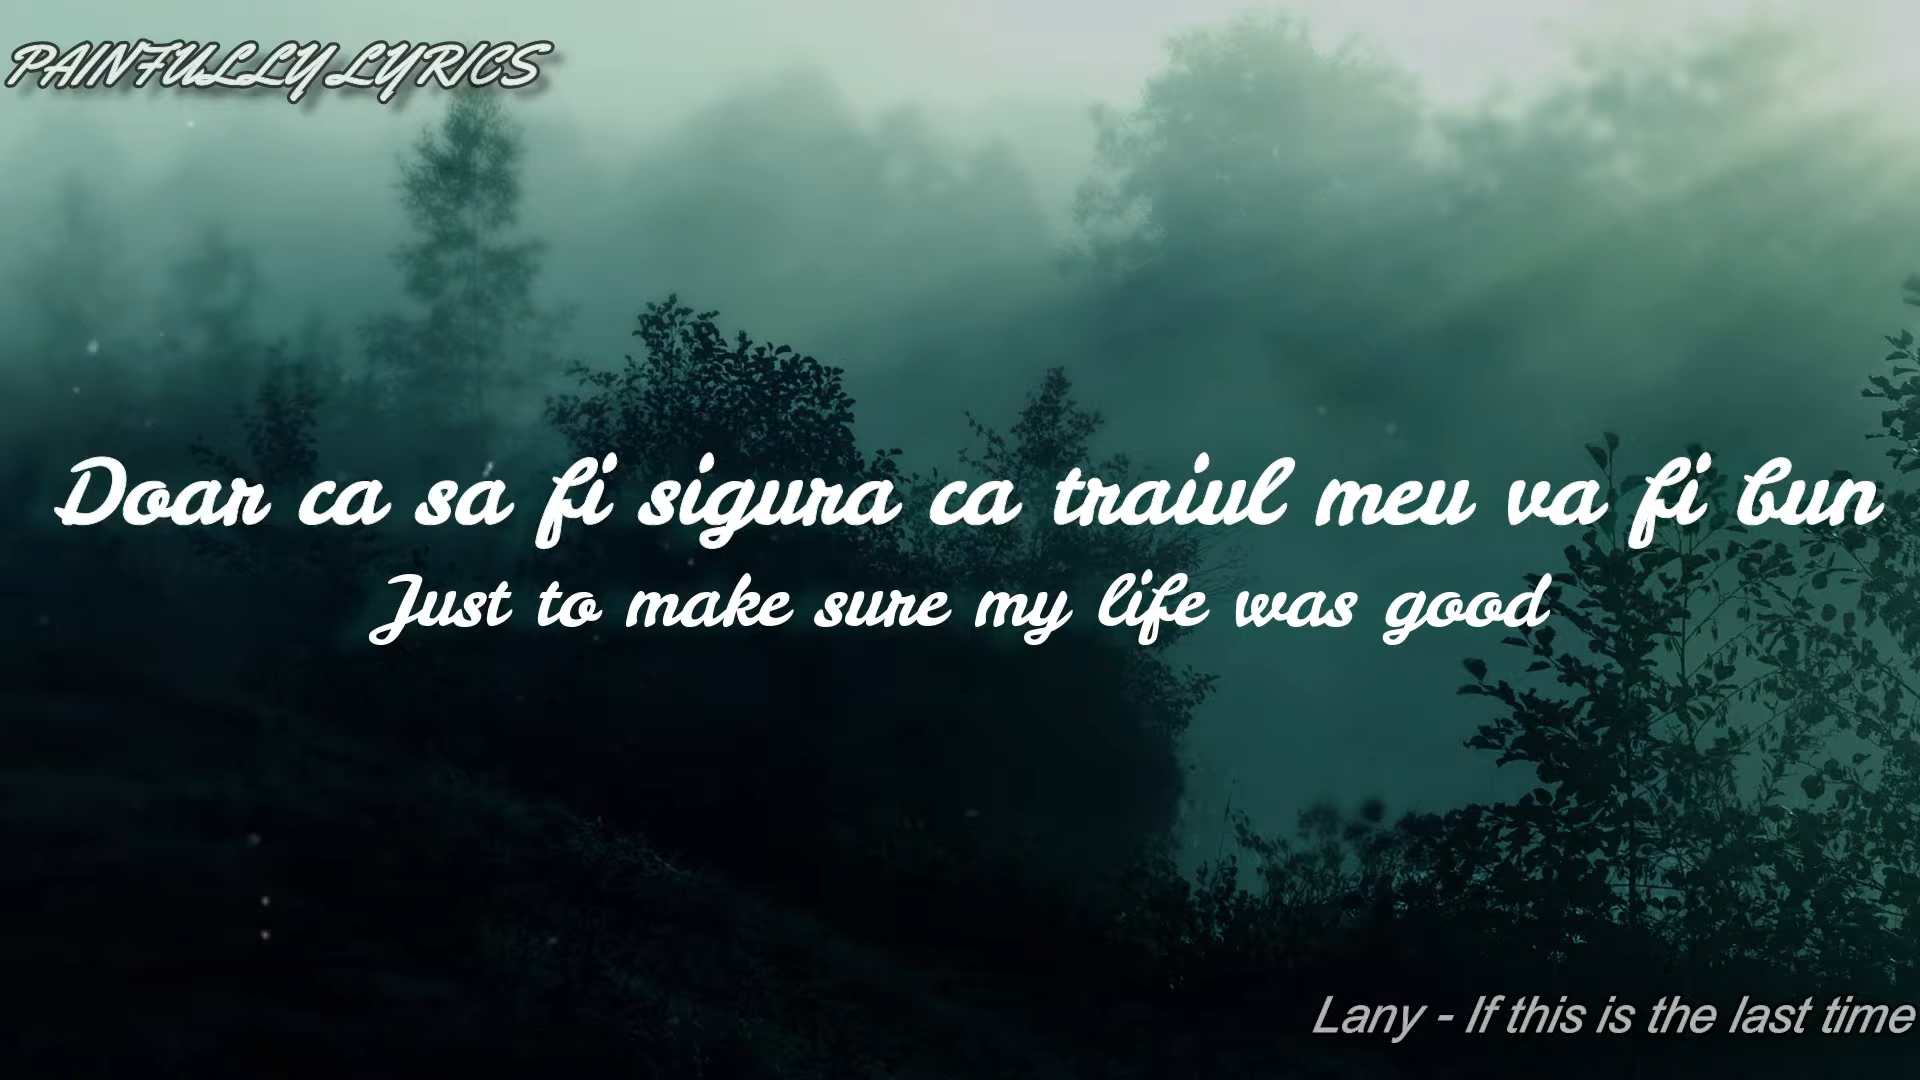 PAINFULLY LYRICS
Doar ca sa fi sigura ca traiul meu va fi bun
Just to make sure my life was good
Lany - If this is the last time